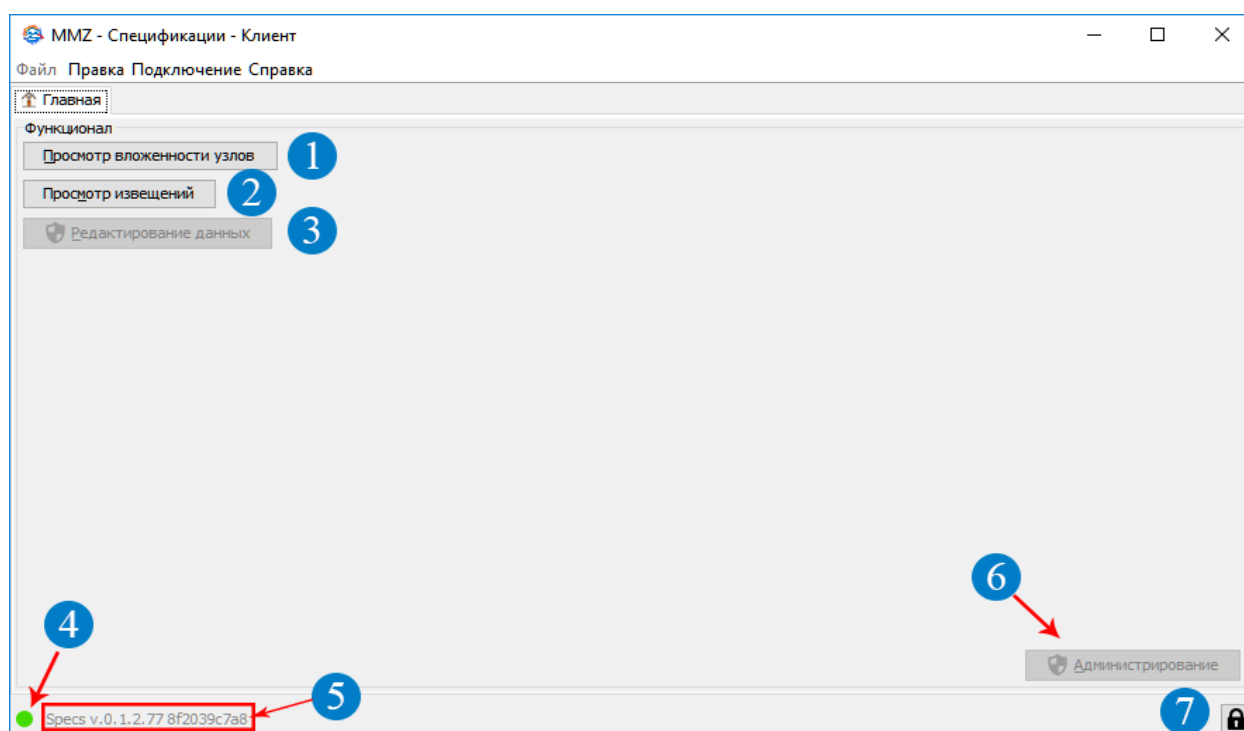 MMZ - Спецификации - Клиент
Файл Правка Подключение Справка
Главная
Функционал
Просмотр вложенности узлов 1
Просмотр извещений 2
Редактирование данных 3
6
4
Администрирование
5
7
Specs v.0.1.2.77 8f2039c7a8